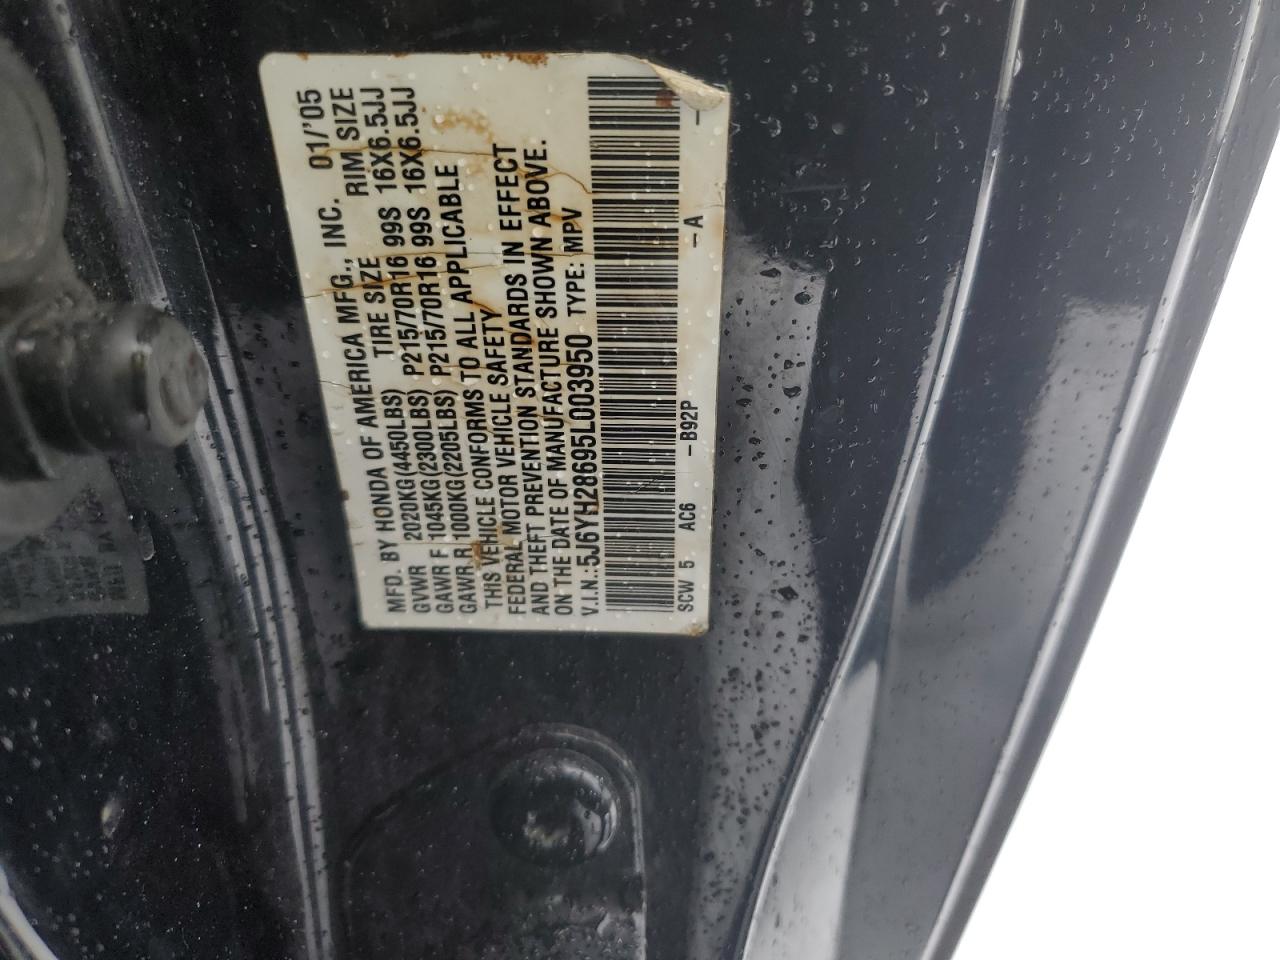 MFD. BY HONDA OF AMERICA MFG., INC. 01/'05
GVWR 2020KG(4450LBS) TIRE SIZE RIM SIZE
GAWR F 1045KG(2300LBS) P215/70R16 99S 16X6.5JJ
GAWR R 1000KG(2205LBS) P215/70R16 99S 16X6.5JJ
THIS VEHICLE CONFORMS TO ALL APPLICABLE
FEDERAL MOTOR VEHICLE SAFETY
AND THEFT PREVENTION STANDARDS IN EFFECT
ON THE DATE OF MANUFACTURE SHOWN ABOVE.
V.I.N.:5J6YH28695L003950 TYPE: MPV
SCW 5 AC6 -B92P -A -